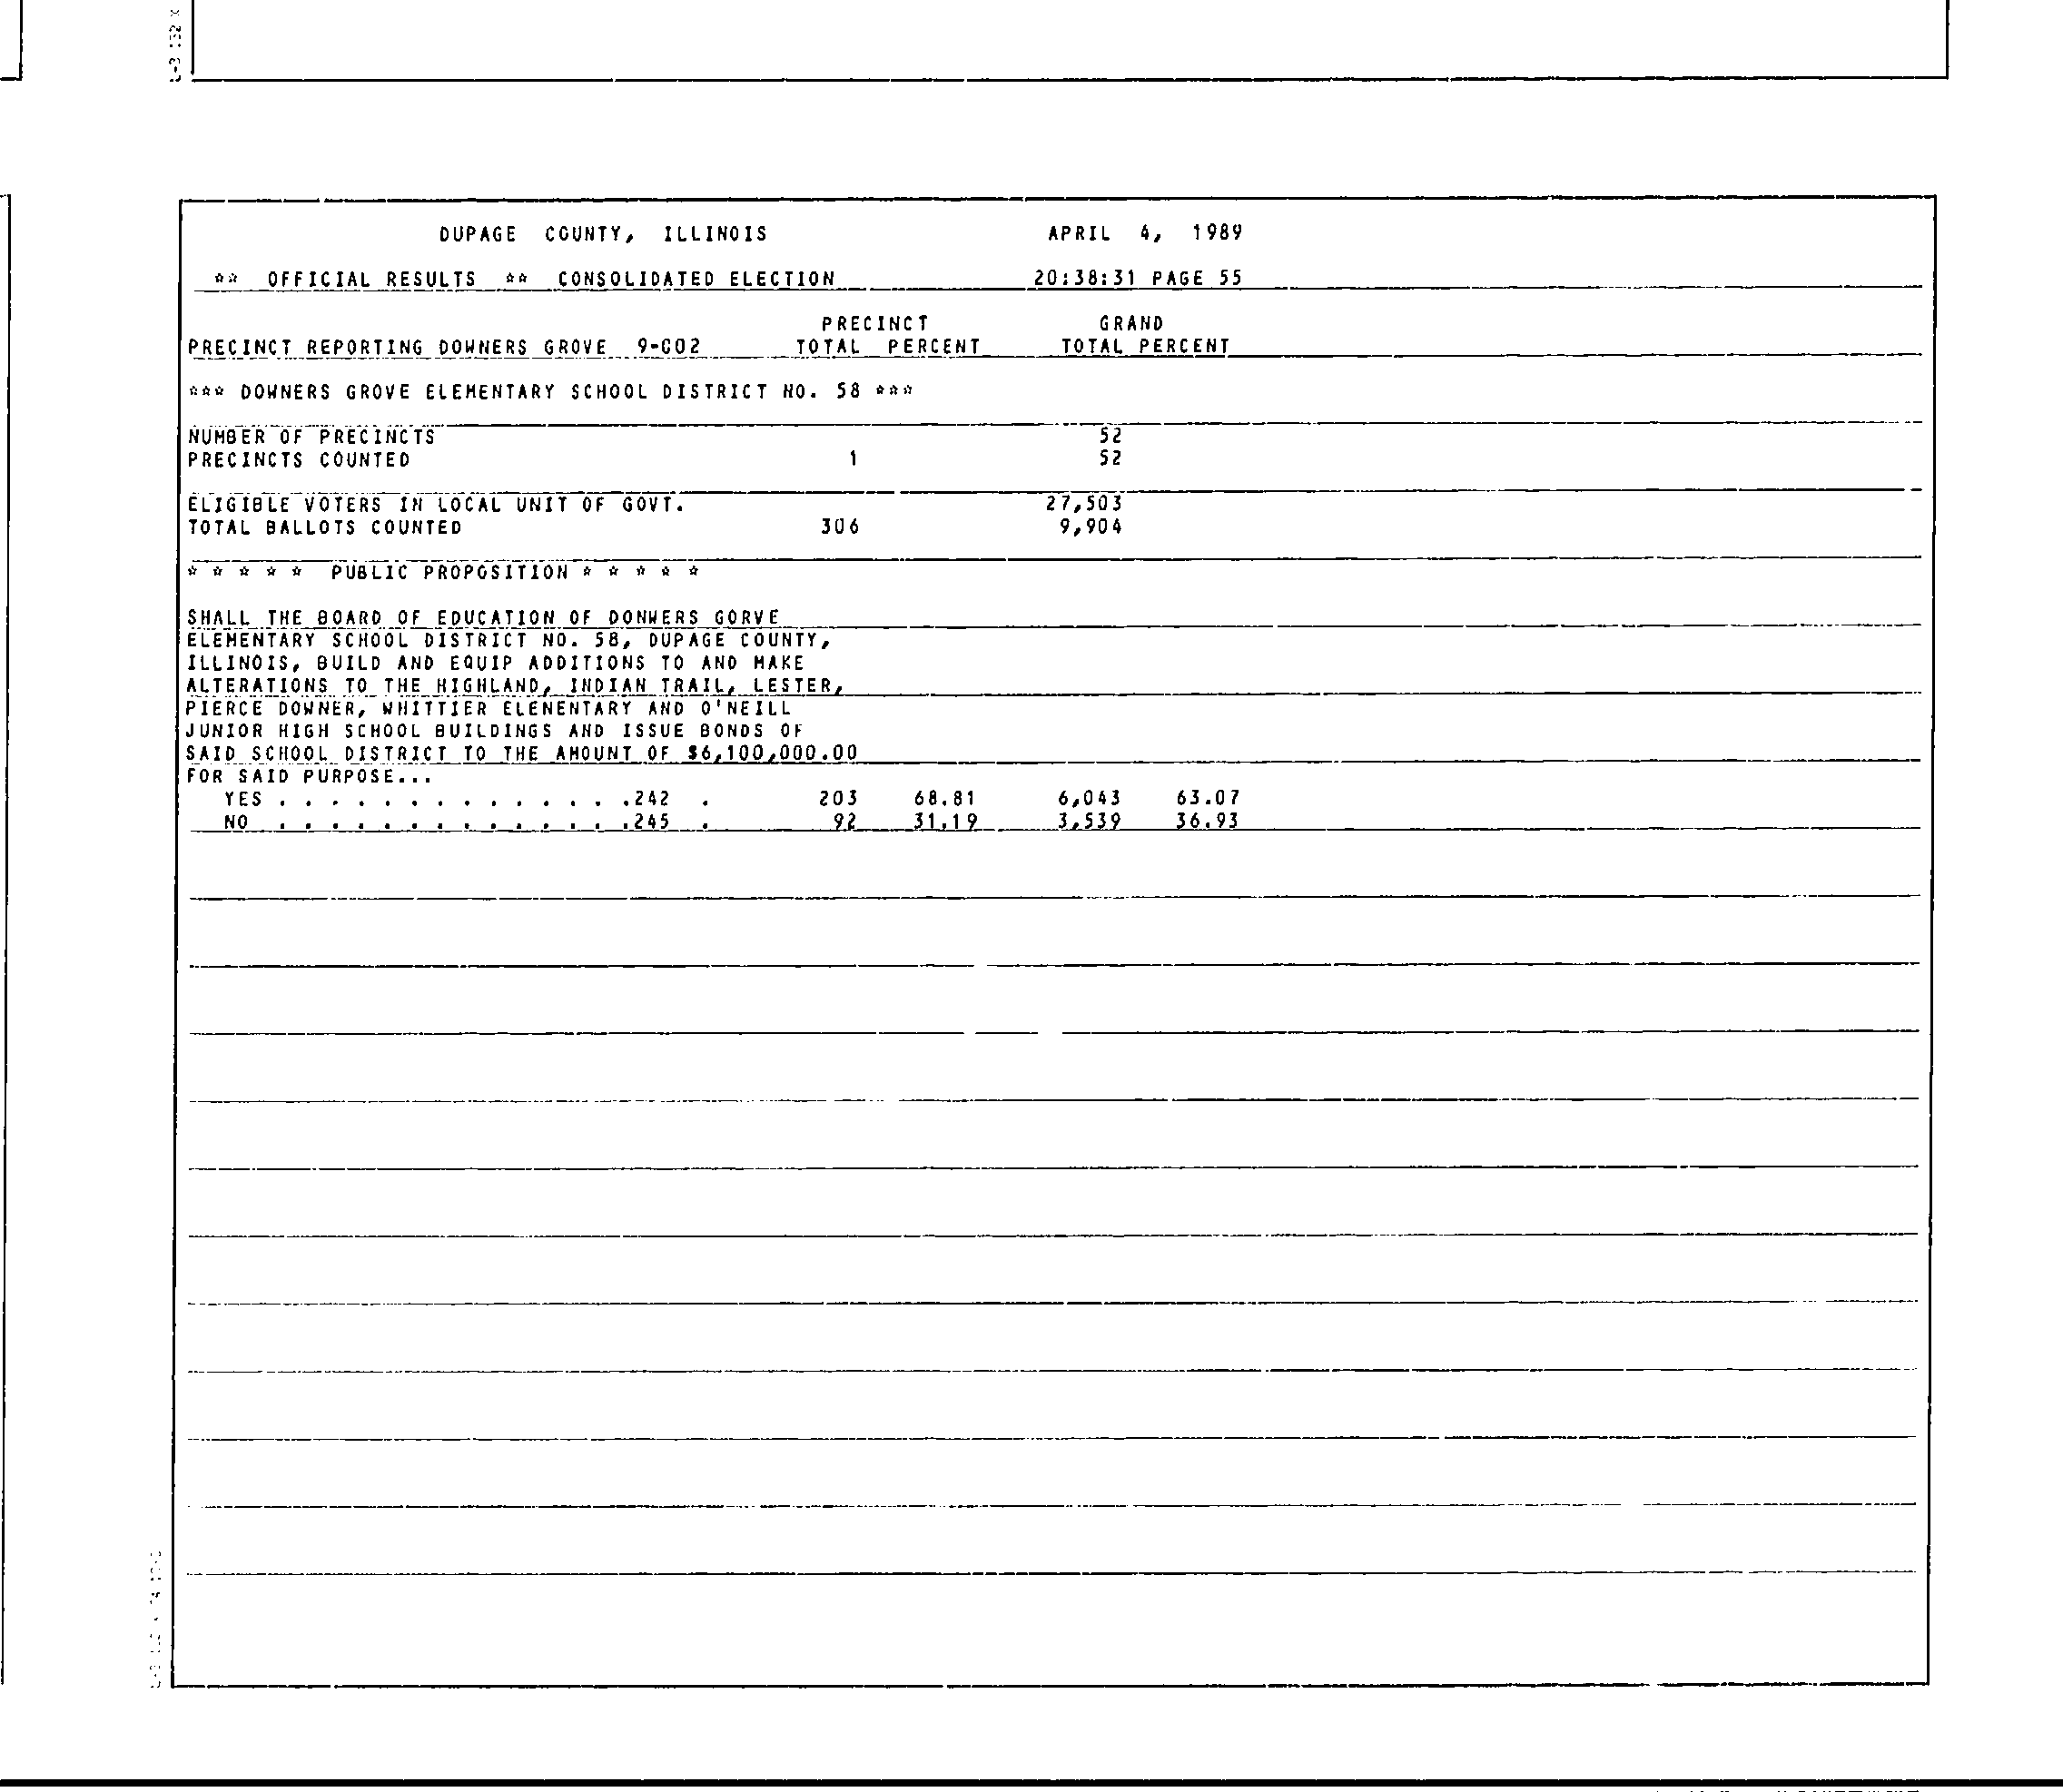 DUPAGE COUNTY, ILLINOIS APRIL 4, 1989
** OFFICIAL RESULTS ** CONSOLIDATED ELECTION 20:38:31 PAGE 55
PRECINCT GRAND
PRECINCT REPORTING DOWNERS GROVE 9-002 TOTAL PERCENT TOTAL PERCENT
*** DOWNERS GROVE ELEMENTARY SCHOOL DISTRICT NO. 58 ***
NUMBER OF PRECINCTS 52
PRECINCTS COUNTED 1 52
ELIGIBLE VOTERS IN LOCAL UNIT OF GOVT. 27,503
TOTAL BALLOTS COUNTED 306 9,904
* * * * * PUBLIC PROPOSITION * * * * *
SHALL THE BOARD OF EDUCATION OF DONWERS GORVE
ELEMENTARY SCHOOL DISTRICT NO. 58, DUPAGE COUNTY,
ILLINOIS, BUILD AND EQUIP ADDITIONS TO AND MAKE
ALTERATIONS TO THE HIGHLAND, INDIAN TRAIL, LESTER,
PIERCE DOWNER, WHITTIER ELENENTARY AND O'NEILL
JUNIOR HIGH SCHOOL BUILDINGS AND ISSUE BONDS OF
SAID SCHOOL DISTRICT TO THE AMOUNT OF $6,100,000.00
FOR SAID PURPOSE...
YES . . . . . . . . . . . . . .242 . 203 68.81 6,043 63.07
NO . . . . . . . . . . . . . .245 . 92 31.19 3,539 36.93